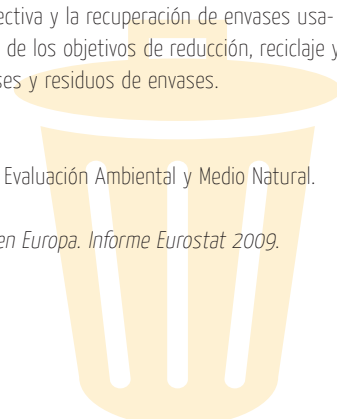 ectiva y la recuperación de envases usa-
de los objetivos de reducción, reciclaje y
ses y residuos de envases.
Evaluación Ambiental y Medio Natural.
en Europa. Informe Eurostat 2009.